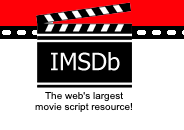 IMSDb
The web's largest
movie script resource!